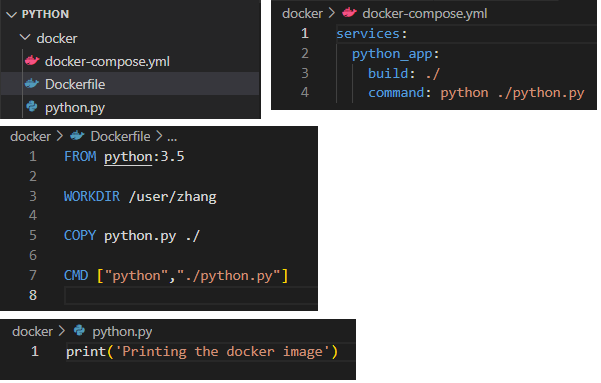 PYTHON
docker
docker-compose.yml
Dockerfile
python.py
docker > docker-compose.yml
1 services:
2   python_app:
3     build: ./
4     command: python ./python.py
docker > Dockerfile > ...
1 FROM python:3.5
2
3 WORKDIR /user/zhang
4
5 COPY python.py ./
6
7 CMD ["python","./python.py"]
8
docker > python.py
1 print('Printing the docker image')